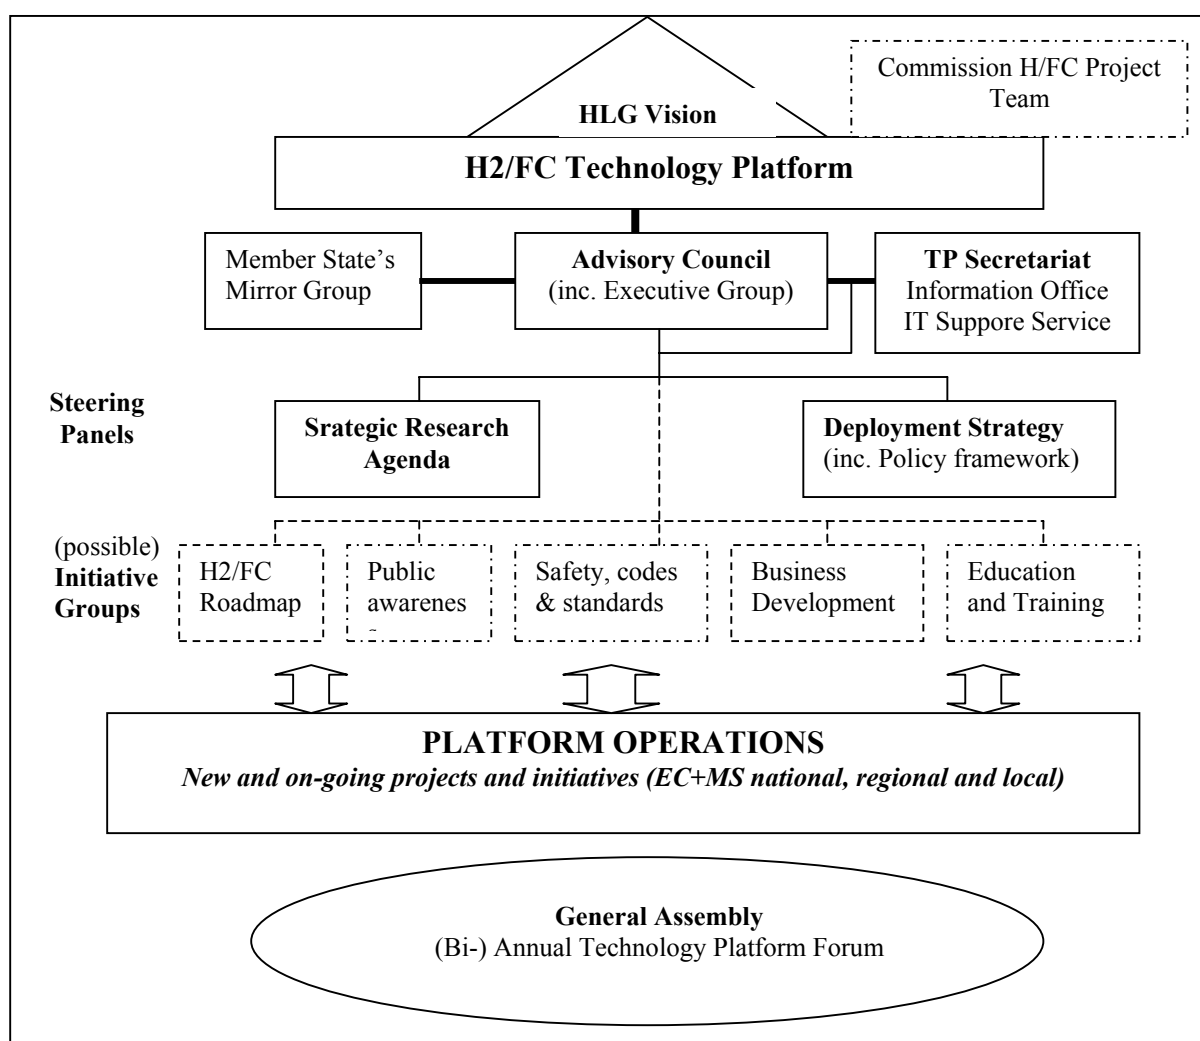 Commission H/FC Project
Team
HLG Vision
H2/FC Technology Platform
Member State's
Mirror Group
Advisory Council
(inc. Executive Group)
TP Secretariat
Information Office
IT Suppore Service
Steering
Panels
Srategic Research
Agenda
Deployment Strategy
(inc. Policy framework)
(possible)
Initiative
Groups
H2/FC
Roadmap
Public
awarenes
Safety, codes
& standards
Business
Development
Education
and Training
PLATFORM OPERATIONS
New and on-going projects and initiatives (EC+MS national, regional and local)
General Assembly
(Bi-) Annual Technology Platform Forum